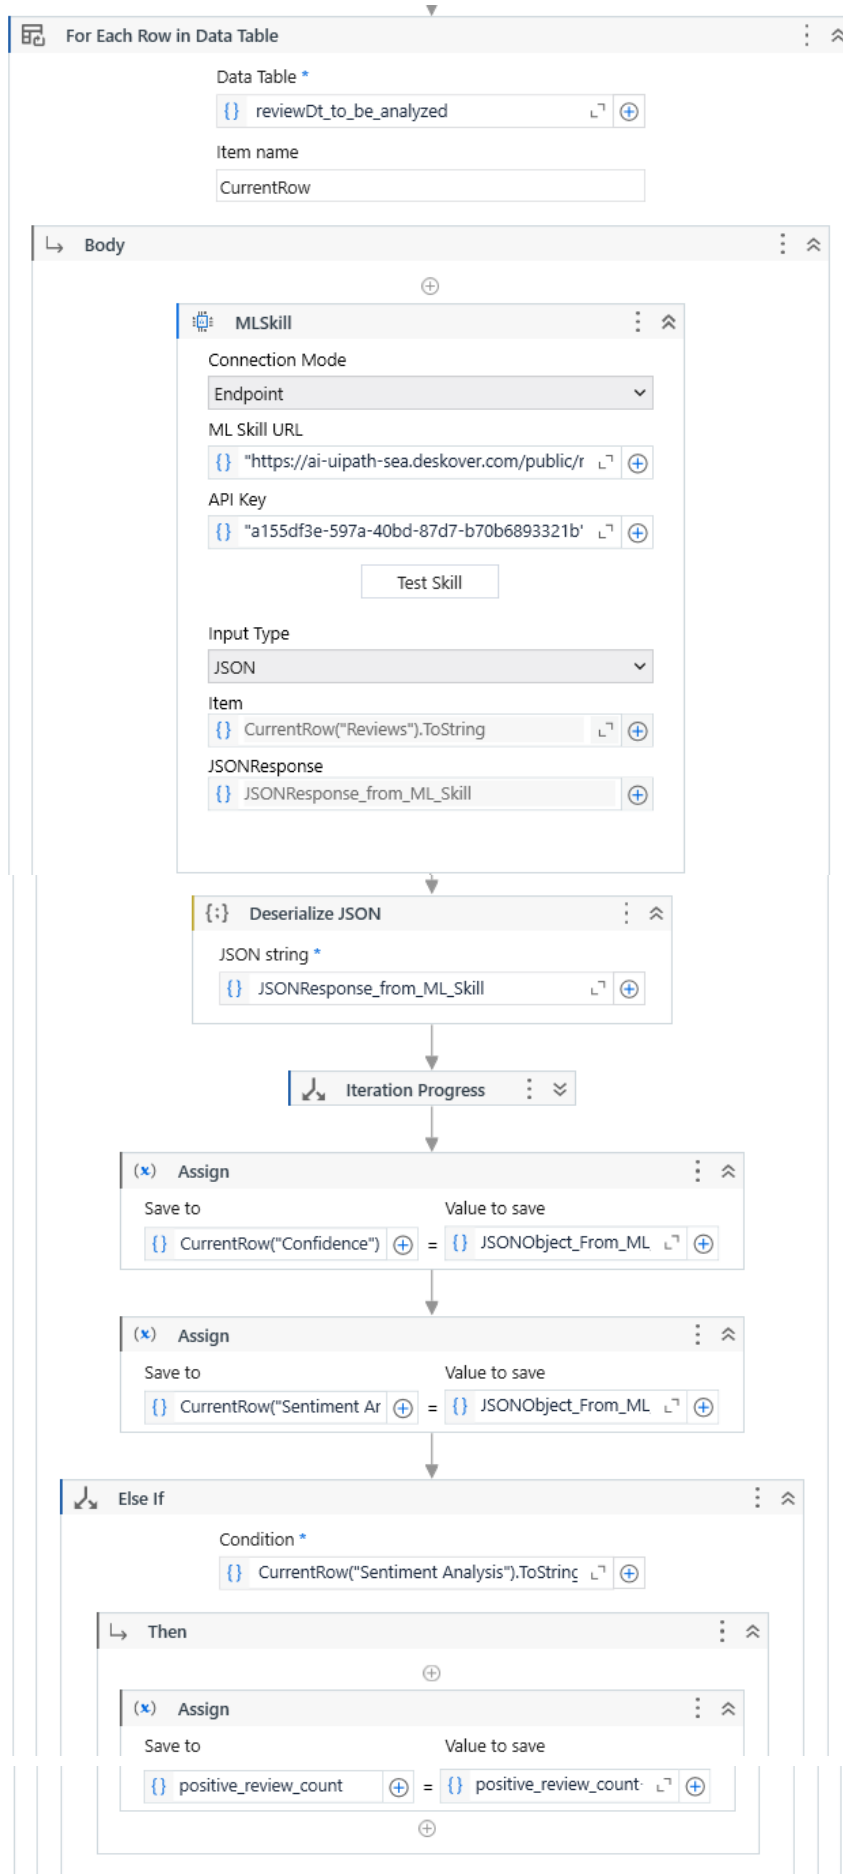 For Each Row in Data Table
Data Table *
reviewDt_to_be_analyzed
Item name
CurrentRow
Body
MLSkill
Connection Mode
Endpoint
ML Skill URL
"https://ai-uipath-sea.deskover.com/public/r
API Key
"a155df3e-597a-40bd-87d7-b70b6893321b"
Test Skill
Input Type
JSON
Item
CurrentRow("Reviews").ToString
JSONResponse
JSONResponse_from_ML_Skill
{:} Deserialize JSON
JSON string *
JSONResponse_from_ML_Skill
Iteration Progress
(x) Assign
Save to Value to save
CurrentRow("Confidence") = JSONObject_From_ML
(x) Assign
Save to Value to save
CurrentRow("Sentiment Ar = JSONObject_From_ML
Else If
Condition *
CurrentRow("Sentiment Analysis").ToString
Then
(x) Assign
Save to Value to save
positive_review_count = positive_review_count